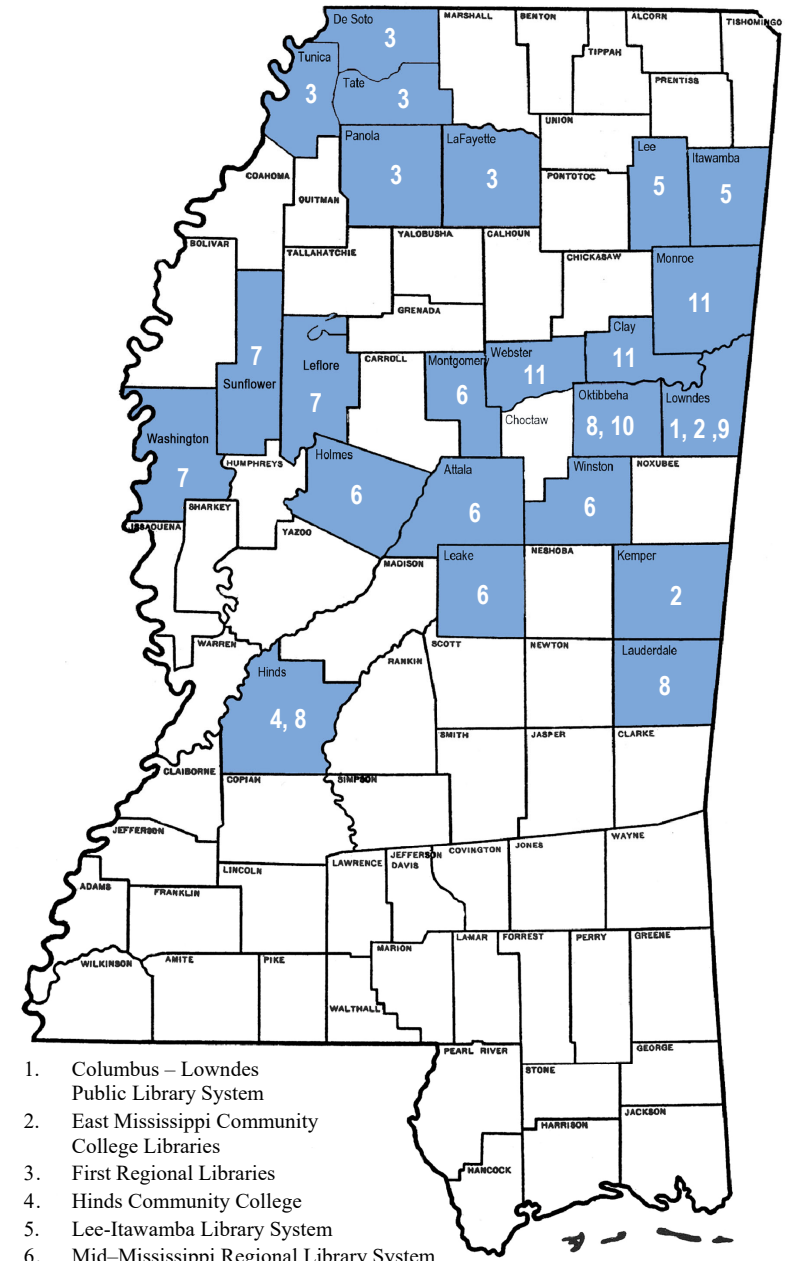 De Soto
3
MARSHALL
BENTON
ALCORN
TISHOMINGO
TIPPAH
Tunica
3
Tate
3
PRENTISS
UNION
Panola
3
LaFayette
3
Lee
5
Itawamba
5
COAHOMA
QUITMAN
PONTOTOC
BOLIVAR
TALLAHATCHIE
YALOBUSHA
CALHOUN
CHICKASAW
Monroe
11
GRENADA
7
Sunflower
Leflore
7
CARROLL
Montgomery
6
Webster
11
Clay
11
Choctaw
Oktibbeha
8, 10
Lowndes
1, 2 ,9
Washington
7
HUMPHREYS
Holmes
6
Attala
6
Winston
6
NOXUBEE
ISSAQUENA
SHARKEY
YAZOO
MADISON
Leake
6
NESHOBA
Kemper
2
WARREN
Hinds
4, 8
RANKIN
SCOTT
NEWTON
Lauderdale
8
SMITH
JASPER
CLARKE
CLAIBORNE
COPIAH
SIMPSON
JEFFERSON
LINCOLN
LAWRENCE
JEFFERSON
DAVIS
COVINGTON
JONES
WAYNE
ADAMS
FRANKLIN
WILKINSON
AMITE
PIKE
WALTHALL
MARION
LAMAR
FORREST
PERRY
GREENE
PEARL RIVER
STONE
GEORGE
HARRISON
JACKSON
HANCOCK
1. Columbus – Lowndes
Public Library System
2. East Mississippi Community
College Libraries
3. First Regional Libraries
4. Hinds Community College
5. Lee-Itawamba Library System
6. Mid–Mississippi Regional Library System